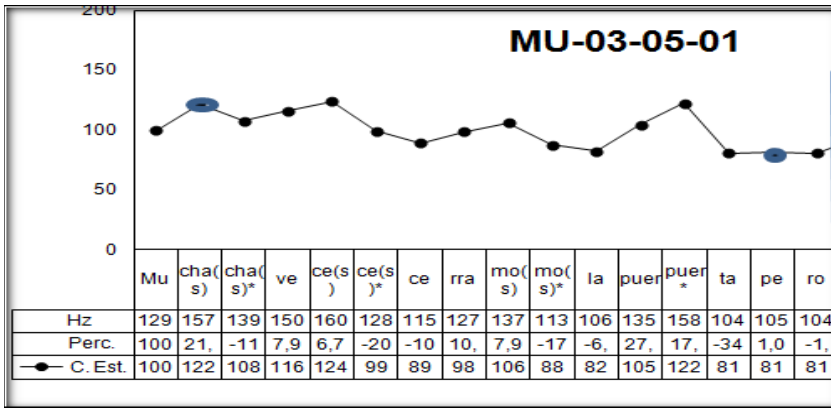 200
MU-03-05-01
150
100
50
0
Mu cha(s) cha(s)* ve ce(s) ce(s)* ce rra mo(s) mo(s)* la puer puer* ta pe ro
Hz 129 157 139 150 160 128 115 127 137 113 106 135 158 104 105 104
Perc. 100 21, -11 7,9 6,7 -20 -10 10, 7,9 -17 -6, 27, 17, -34 1,0 -1,
C. Est. 100 122 108 116 124 99 89 98 106 88 82 105 122 81 81 81